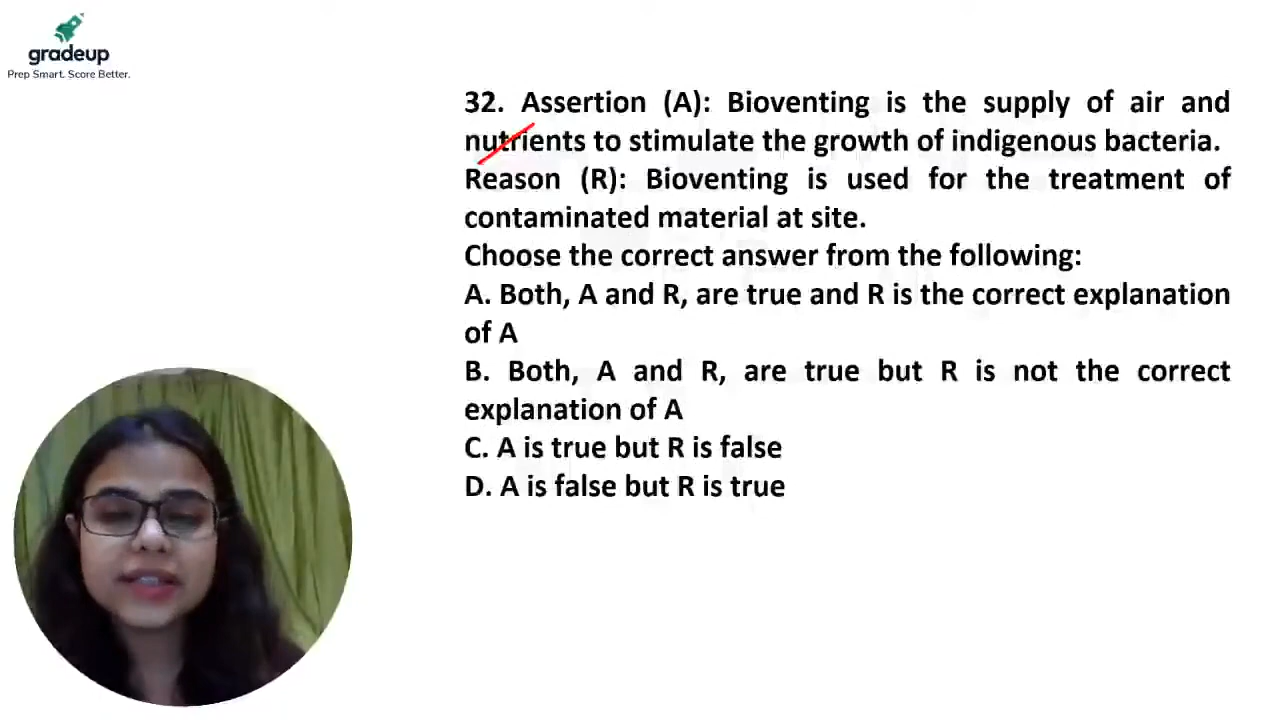 gradeup
Prep Smart. Score Better.
32. Assertion (A): Bioventing is the supply of air and
nutrients to stimulate the growth of indigenous bacteria.
Reason (R): Bioventing is used for the treatment of
contaminated material at site.
Choose the correct answer from the following:
A. Both, A and R, are true and R is the correct explanation
of A
B. Both, A and R, are true but R is not the correct
explanation of A
C. A is true but R is false
D. A is false but R is true